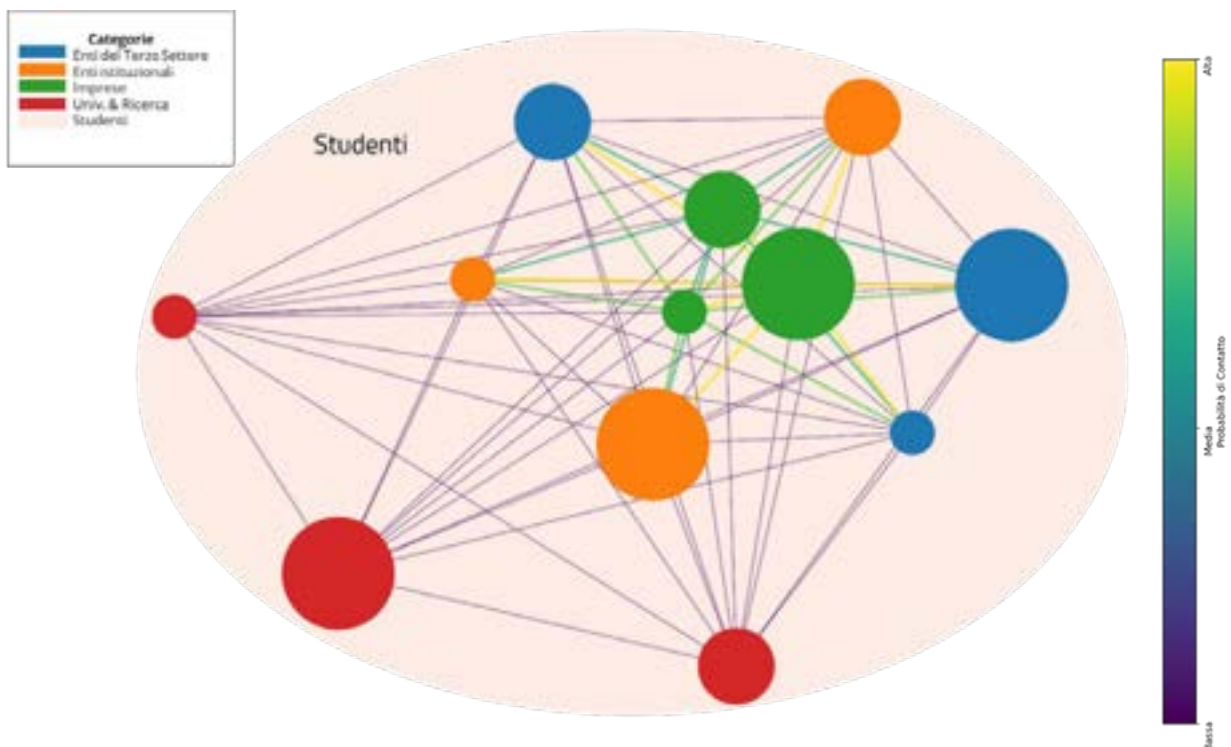 Categorie
Enti del Terzo Settore
Enti istituzionali
Imprese
Univ. & Ricerca
Studenti
Studenti
Alta
Media
Probabilità di Contatto
Bassa